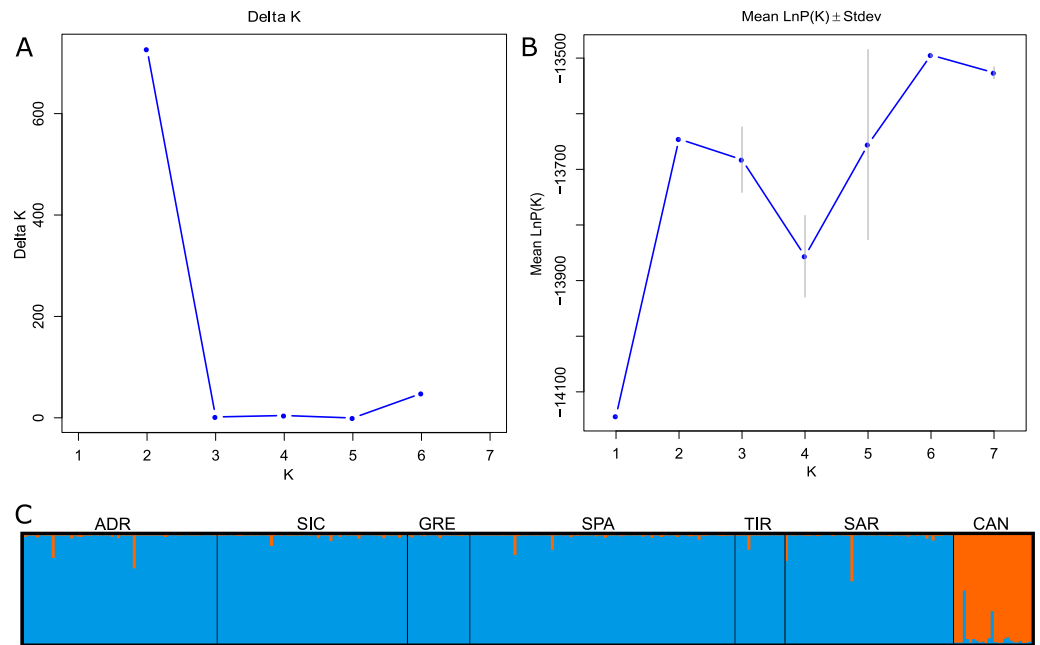 Delta K
A
Delta K
600
400
200
0
1 2 3 4 5 6 7
K
Mean LnP(K) ± Stdev
B
Mean LnP(K)
−13500
−13700
−13900
−14100
1 2 3 4 5 6 7
K
C
ADR SIC GRE SPA TIR SAR CAN